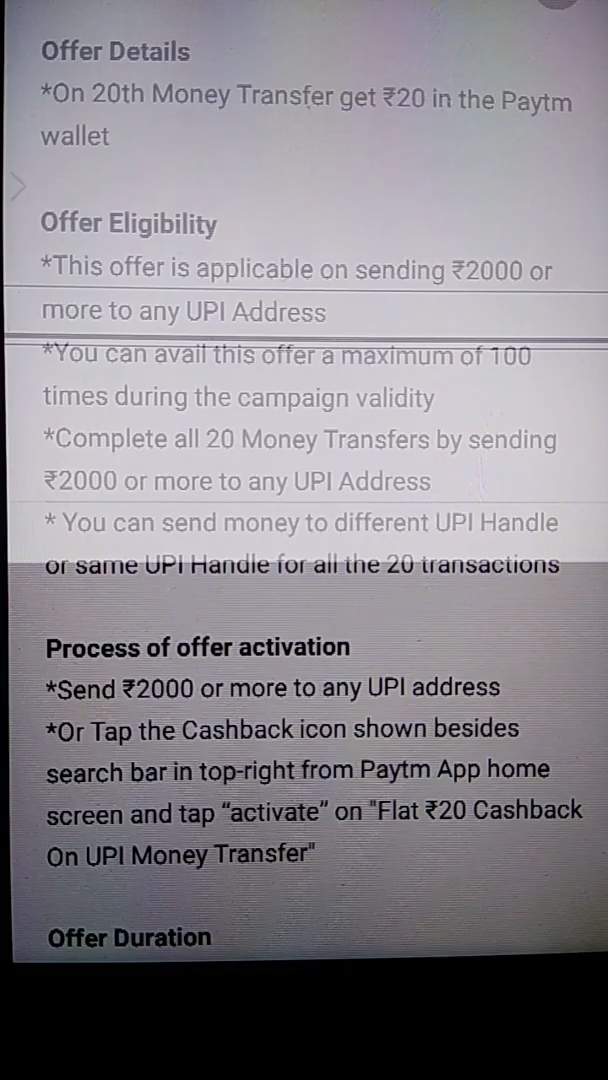 Offer Details
*On 20th Money Transfer get ₹20 in the Paytm
wallet
Offer Eligibility
*This offer is applicable on sending ₹2000 or
more to any UPI Address
*You can avail this offer a maximum of 100
times during the campaign validity
*Complete all 20 Money Transfers by sending
₹2000 or more to any UPI Address
* You can send money to different UPI Handle
or same UPI Handle for all the 20 transactions
Process of offer activation
*Send ₹2000 or more to any UPI address
*Or Tap the Cashback icon shown besides
search bar in top-right from Paytm App home
screen and tap “activate” on "Flat ₹20 Cashback
On UPI Money Transfer"
Offer Duration